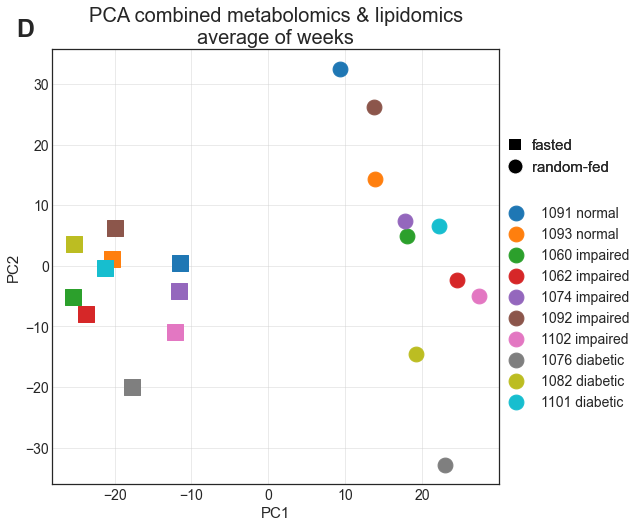 D
PCA combined metabolomics & lipidomics
average of weeks
30
20
10
0
−10
−20
−30
PC2
−20
−10
0
10
20
PC1
fasted
random-fed
1091 normal
1093 normal
1060 impaired
1062 impaired
1074 impaired
1092 impaired
1102 impaired
1076 diabetic
1082 diabetic
1101 diabetic